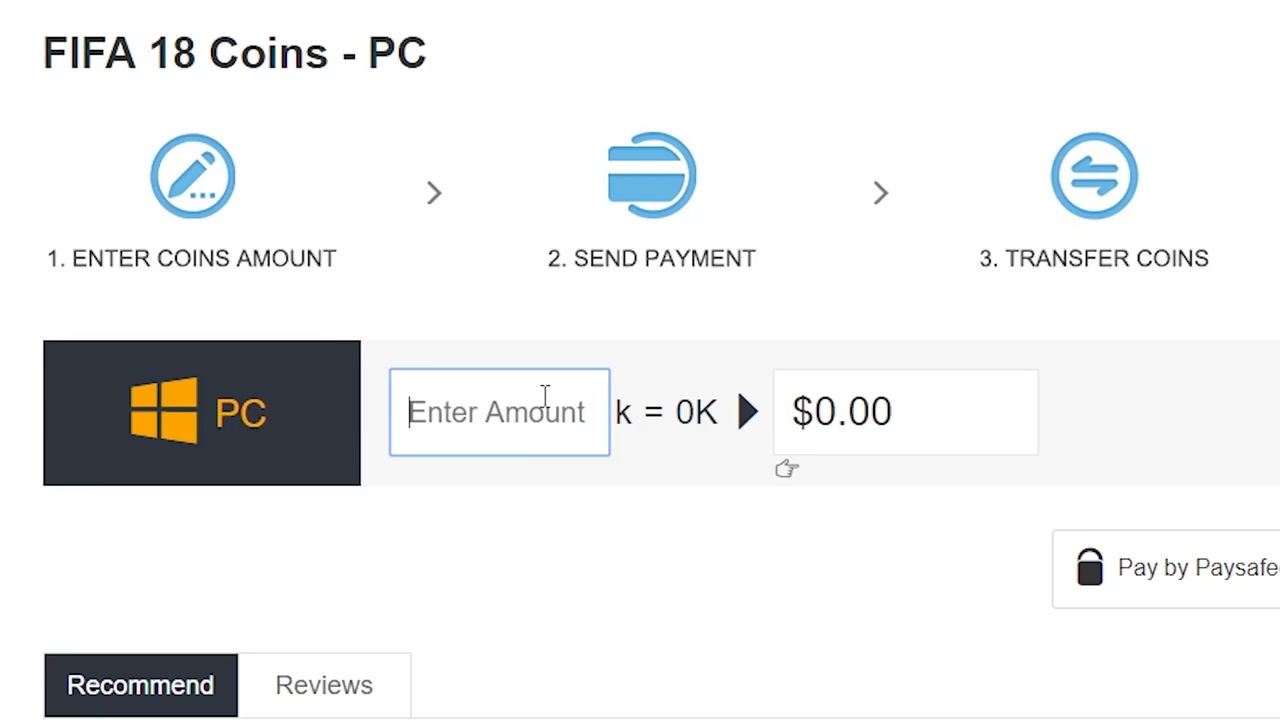 FIFA 18 Coins - PC
1. ENTER COINS AMOUNT
2. SEND PAYMENT
3. TRANSFER COINS
PC
Enter Amount k = 0K $0.00
Pay by Paysafe
Recommend
Reviews